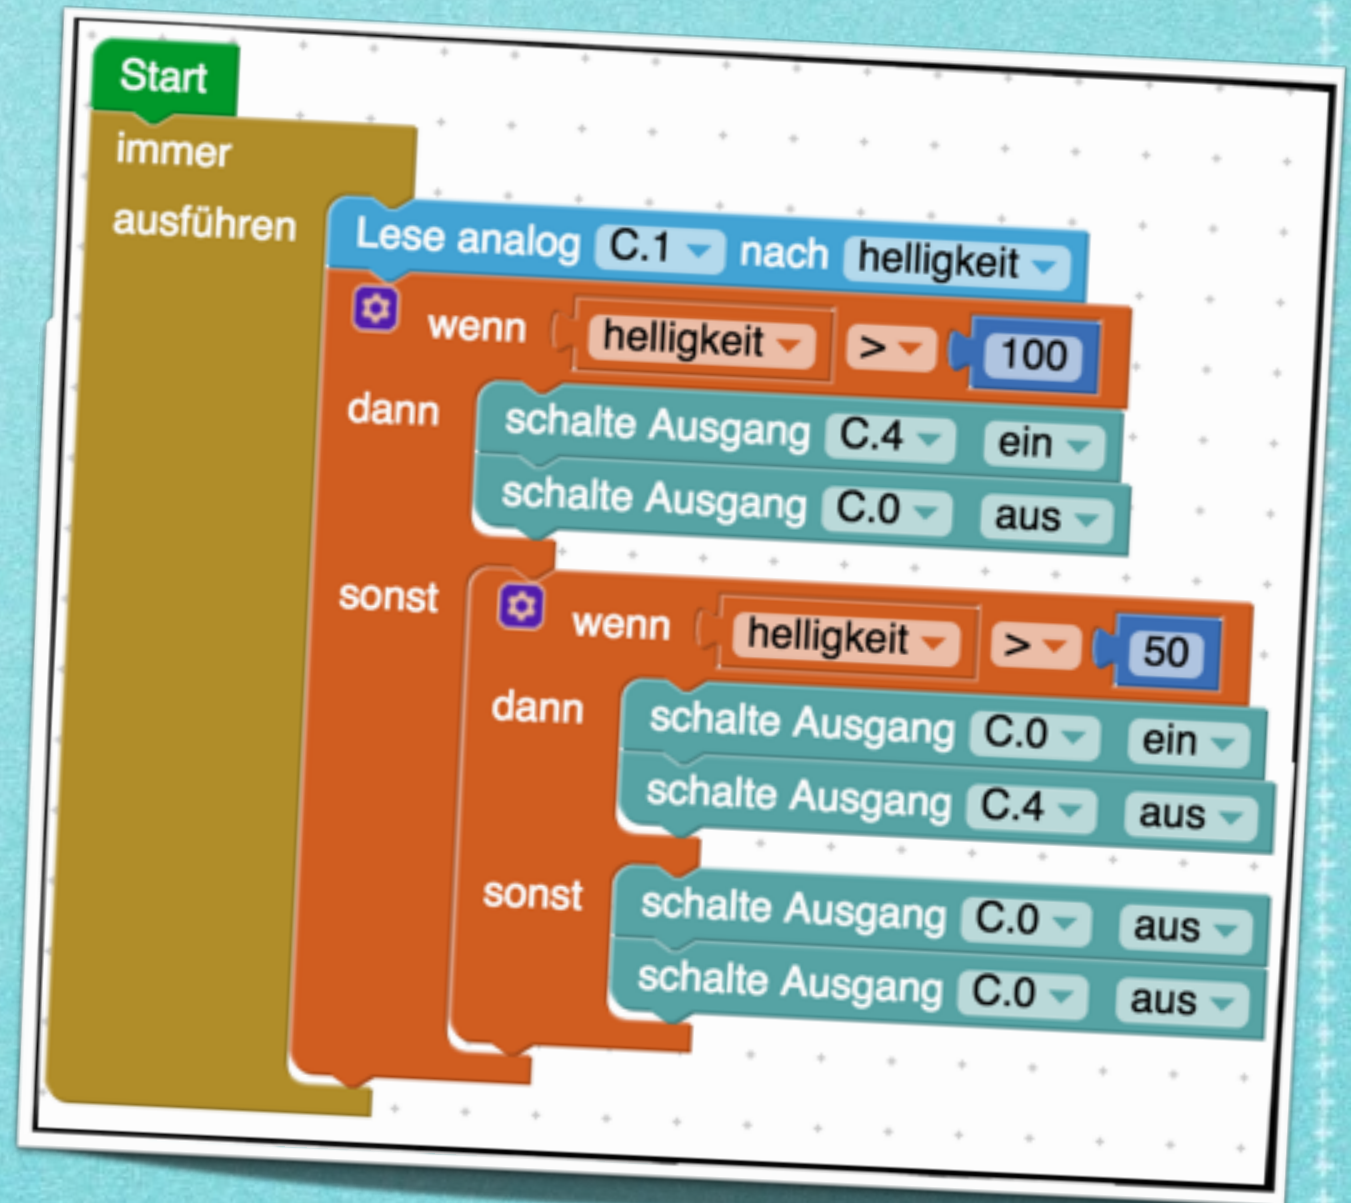 Start
immer
ausführen
Lese analog C.1 nach helligkeit
wenn helligkeit > 100
dann
schalte Ausgang C.4 ein
schalte Ausgang C.0 aus
sonst
wenn helligkeit > 50
dann
schalte Ausgang C.0 ein
schalte Ausgang C.4 aus
sonst
schalte Ausgang C.0 aus
schalte Ausgang C.0 aus